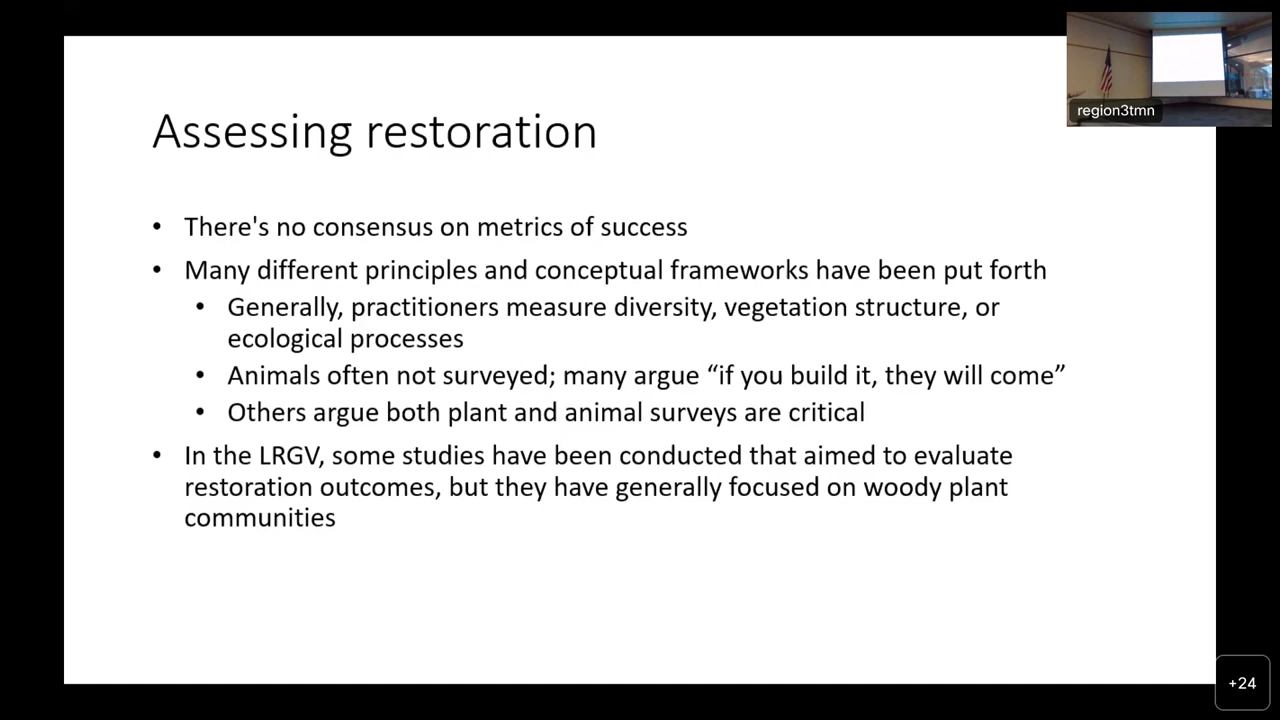 region3tmn
Assessing restoration
• There's no consensus on metrics of success
• Many different principles and conceptual frameworks have been put forth
• Generally, practitioners measure diversity, vegetation structure, or
ecological processes
• Animals often not surveyed; many argue “if you build it, they will come”
• Others argue both plant and animal surveys are critical
• In the LRGV, some studies have been conducted that aimed to evaluate
restoration outcomes, but they have generally focused on woody plant
communities
+24